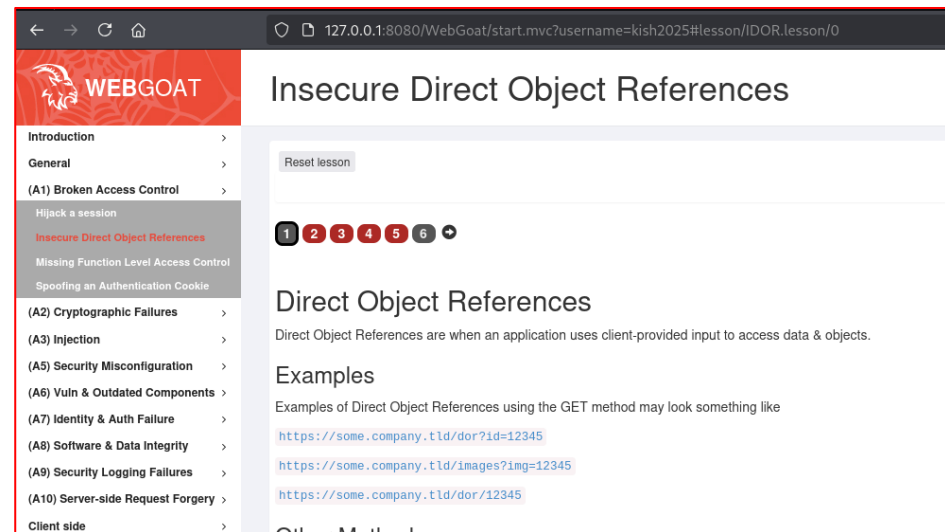 127.0.0.1:8080/WebGoat/start.mvc?username=kish2025#lesson/IDOR.lesson/0
WEBGOAT
Insecure Direct Object References
Introduction
General
(A1) Broken Access Control
Hijack a session
Insecure Direct Object References
Missing Function Level Access Control
Spoofing an Authentication Cookie
(A2) Cryptographic Failures
(A3) Injection
(A5) Security Misconfiguration
(A6) Vuln & Outdated Components
(A7) Identity & Auth Failure
(A8) Software & Data Integrity
(A9) Security Logging Failures
(A10) Server-side Request Forgery
Client side
Reset lesson
1 2 3 4 5 6
Direct Object References
Direct Object References are when an application uses client-provided input to access data & objects.
Examples
Examples of Direct Object References using the GET method may look something like
https://some.company.tld/dor?id=12345
https://some.company.tld/images?img=12345
https://some.company.tld/dor/12345